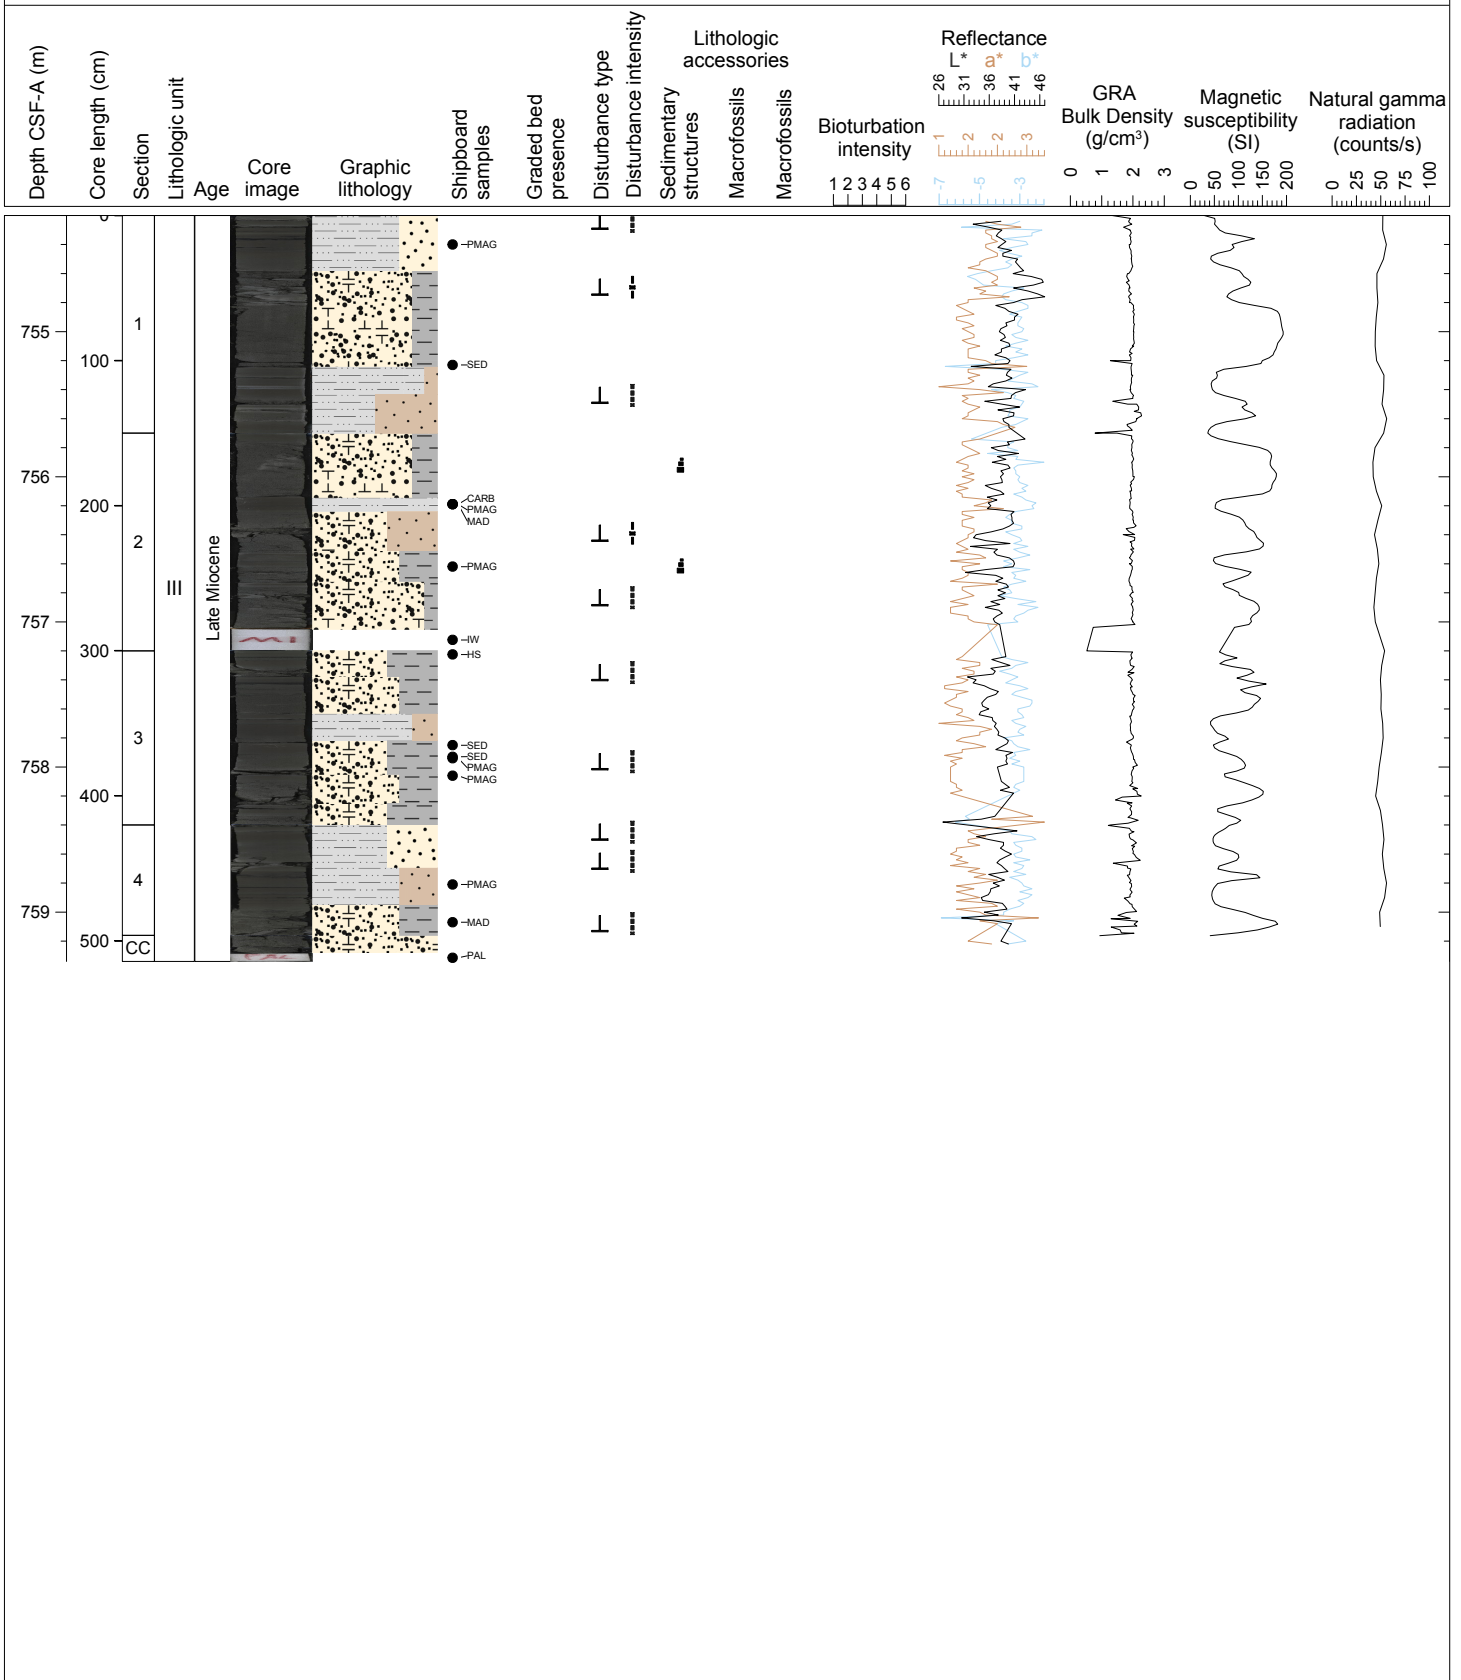 Depth CSF-A (m)
Core length (cm)
Section
Lithologic unit
Age
Core
image
Graphic
lithology
Shipboard
samples
Graded bed
presence
Disturbance type
Disturbance intensity
Lithologic
accessories
Sedimentary
structures
Macrofossils
Macrofossils
Bioturbation
intensity
1 2 3 4 5 6
Reflectance
L* a* b*
26 31 36 41 46
1 2 2 3
-7 -5 -3
GRA
Bulk Density
(g/cm³)
0 1 2 3
Magnetic
susceptibility
(SI)
0 50 100 150 200
Natural gamma
radiation
(counts/s)
0 25 50 75 100
0
PMAG
1
755
100
SED
756
CARB
200
PMAG
MAD
2
Late Miocene
PMAG
III
757
IW
300
HS
3
SED
SED
758
PMAG
PMAG
400
4
PMAG
759
MAD
500
CC
PAL